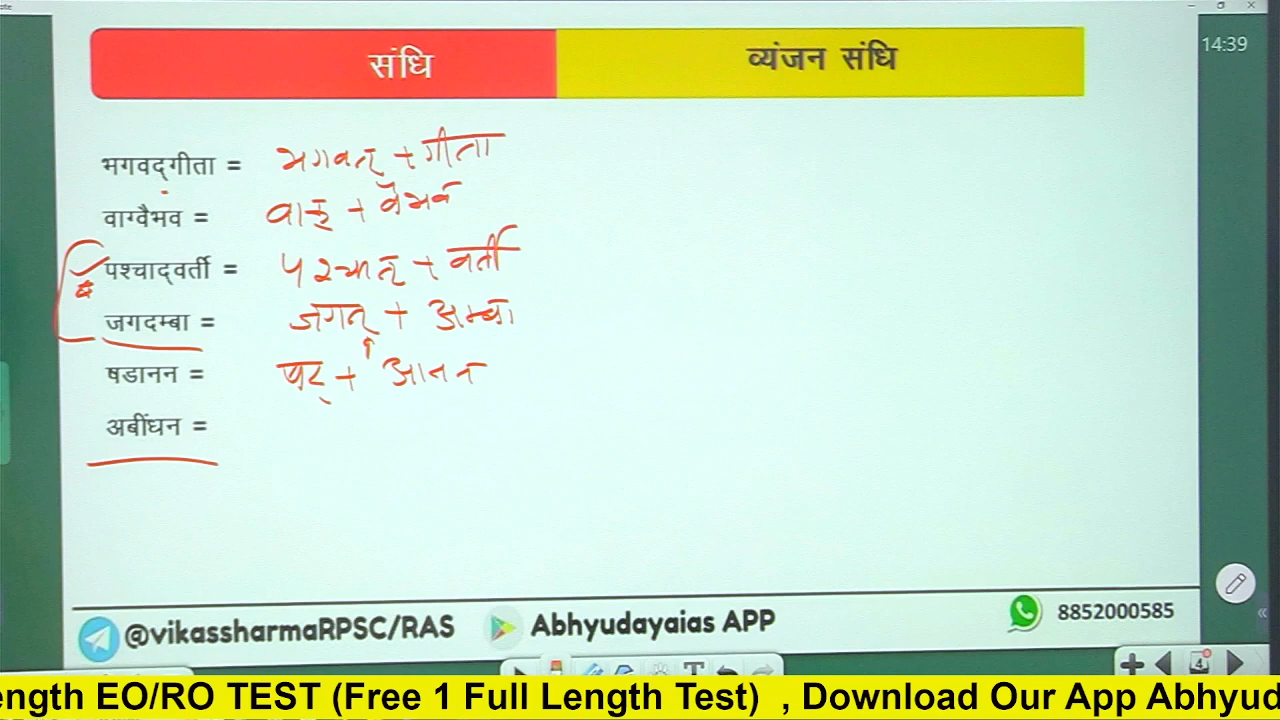 14:39
संधि व्यंजन संधि
भगवद्गीता = भगवत् + गीता
वाग्वैभव = वाक् + वैभव
पश्चाद्वर्ती = पश्चात् + वर्ती
जगदम्बा = जगत् + अम्बा
षडानन = षट् + आनन
अबींधन =
@vikassharmaRPSC/RAS Abhyudayaias APP 8852000585
4
ength EO/RO TEST (Free 1 Full Length Test) , Download Our App Abhyud